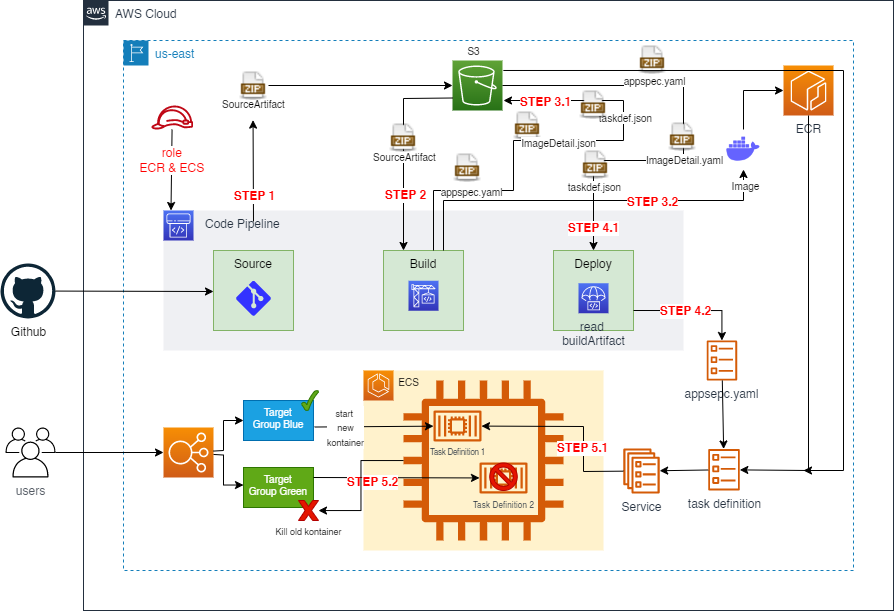 aws
AWS Cloud
us-east
S3
ZIP
SourceArtifact
ZIP
appspec.yaml
STEP 3.1
ZIP
taskdef.json
ECR
role
ECR & ECS
ZIP
SourceArtifact
ZIP
ImageDetail.json
ZIP
ImageDetail.yaml
ZIP
appspec.yaml
ZIP
taskdef.json
Image
STEP 1
STEP 2
STEP 3.2
Code Pipeline
STEP 4.1
Source
Build
Deploy
read
buildArtifact
STEP 4.2
Github
appsepc.yaml
ECS
Target
Group Blue
start
new
kontainer
Task Definition 1
STEP 5.1
Target
Group Green
STEP 5.2
Task Definition 2
Kill old kontainer
users
Service
task definition